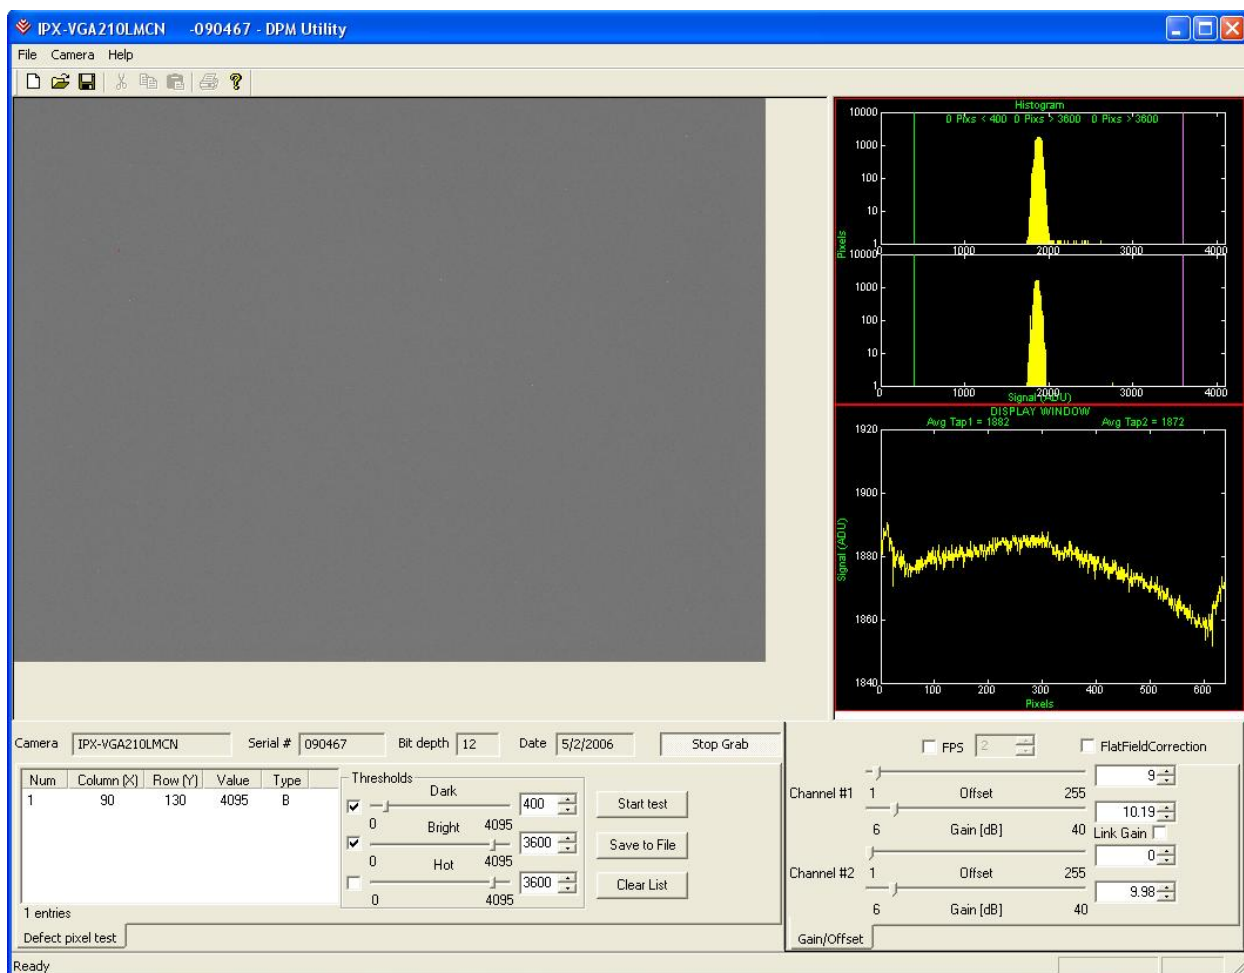 IPX-VGA210LMCN -090467 - DPM Utility
File Camera Help
Histogram
0 Pixs < 400 0 Pixs > 3600 0 Pixs > 3600
10000
1000
100
10
1
0 1000 2000 3000 4000
Pixels
10000
1000
100
10
1
0 1000 2000 3000 4000
Signal (ADU)
DISPLAY WINDOW
Avg Tap1 = 1882 Avg Tap2 = 1872
1920
1900
1880
1860
1840
Signal (ADU)
0 100 200 300 400 500 600
Pixels
Camera IPX-VGA210LMCN Serial # 090467 Bit depth 12 Date 5/2/2006 Stop Grab
Num Column (X) Row (Y) Value Type
1 90 130 4095 B
1 entries
Defect pixel test
Thresholds
Dark
400
0 4095
Bright
3600
0 4095
Hot
3600
0 4095
Start test
Save to File
Clear List
FPS 2 FlatFieldCorrection
9
Channel #1 1 Offset 255
10.19
6 Gain [dB] 40 Link Gain
0
Channel #2 1 Offset 255
9.98
6 Gain [dB] 40
Gain/Offset
Ready